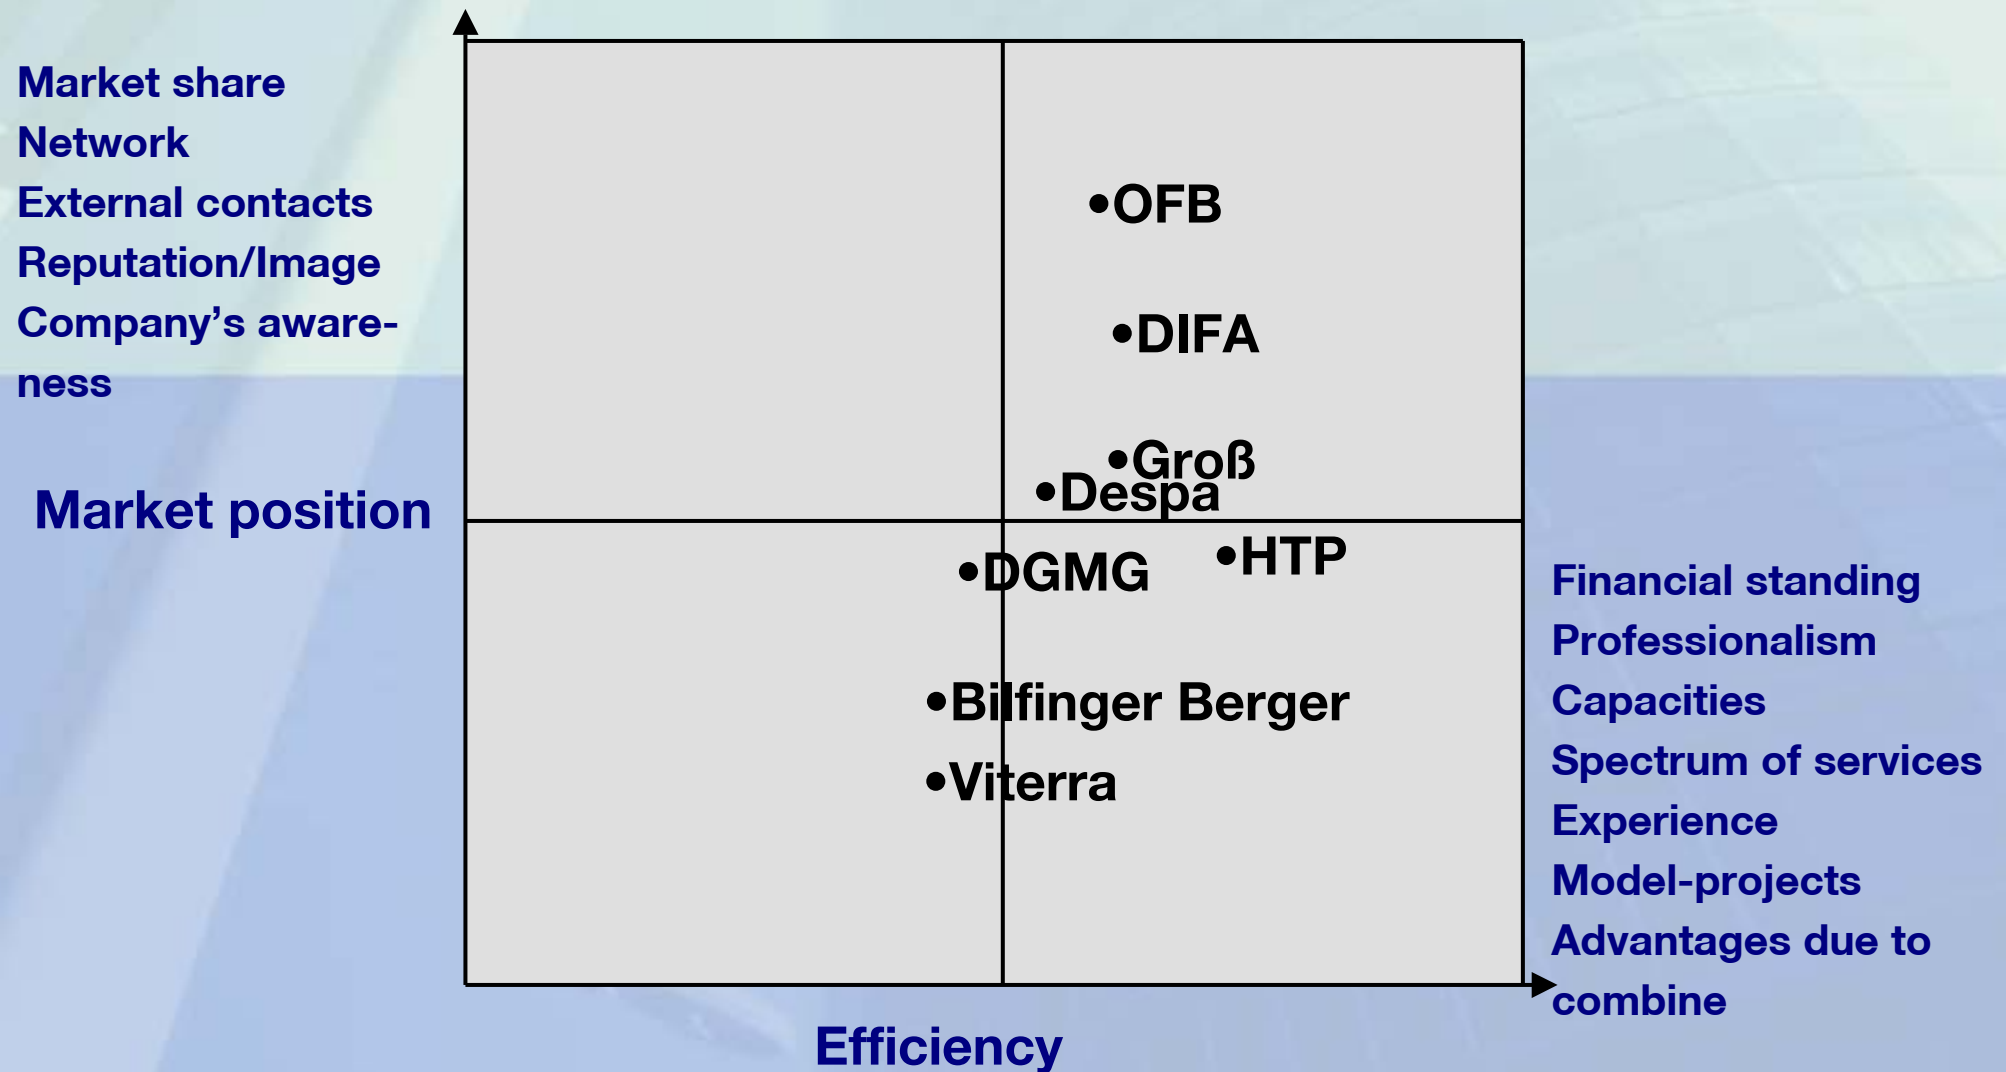 Market share
Network
External contacts
Reputation/Image
Company’s aware-
ness
Market position
•OFB
•DIFA
•Groß
•Despa
•HTP
•DGMG
•Bilfinger Berger
•Viterra
Financial standing
Professionalism
Capacities
Spectrum of services
Experience
Model-projects
Advantages due to
combine
Efficiency